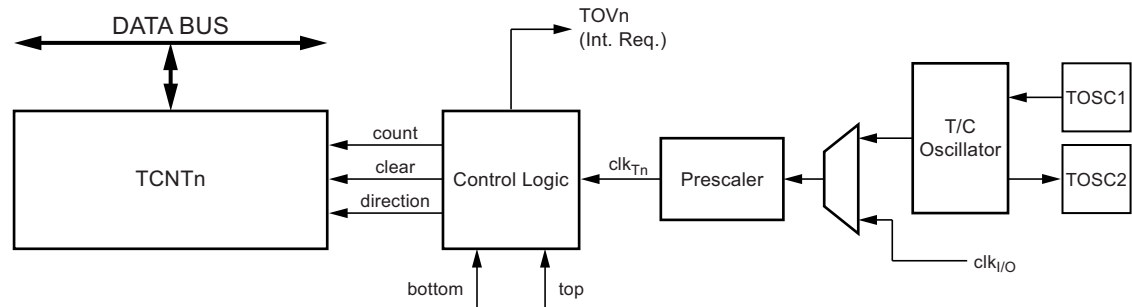 DATA BUS
TOVn
(Int. Req.)
TCNTn
count
clear
direction
Control Logic
clkTn
Prescaler
T/C
Oscillator
TOSC1
TOSC2
bottom
top
clkI/O